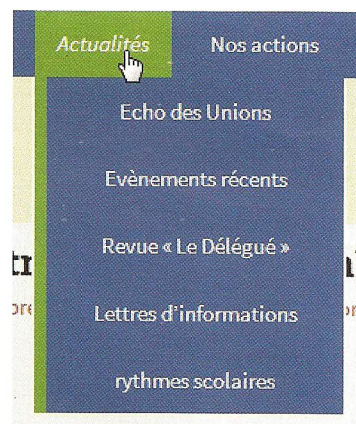 Actualités Nos actions
Echo des Unions
Evènements récents
Revue « Le Délégué »
Lettres d'informations
rythmes scolaires